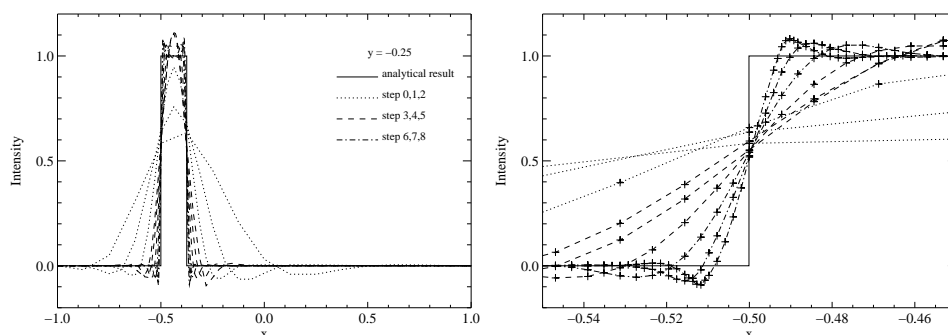 y = −0.25
analytical result
step 0,1,2
step 3,4,5
step 6,7,8
Intensity
1.0
0.5
0.0
−1.0 −0.5 0.0 0.5 1.0
x
Intensity
1.0
0.5
0.0
−0.54 −0.52 −0.50 −0.48 −0.46
x